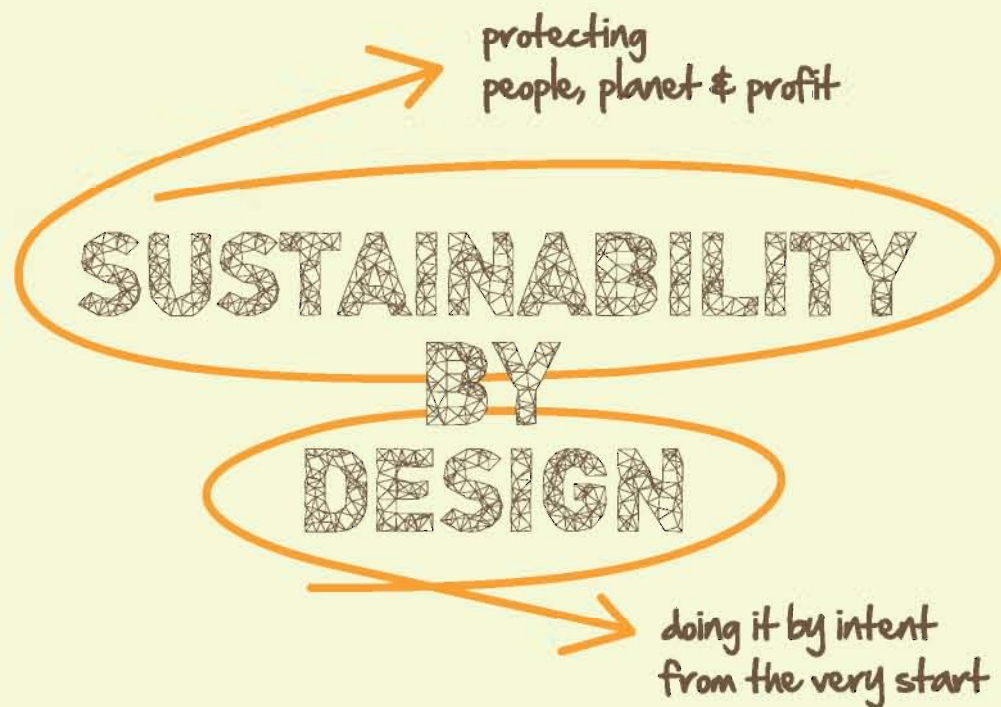 protecting
people, planet & profit
SUSTAINABILITY
BY
DESIGN
doing it by intent
from the very start